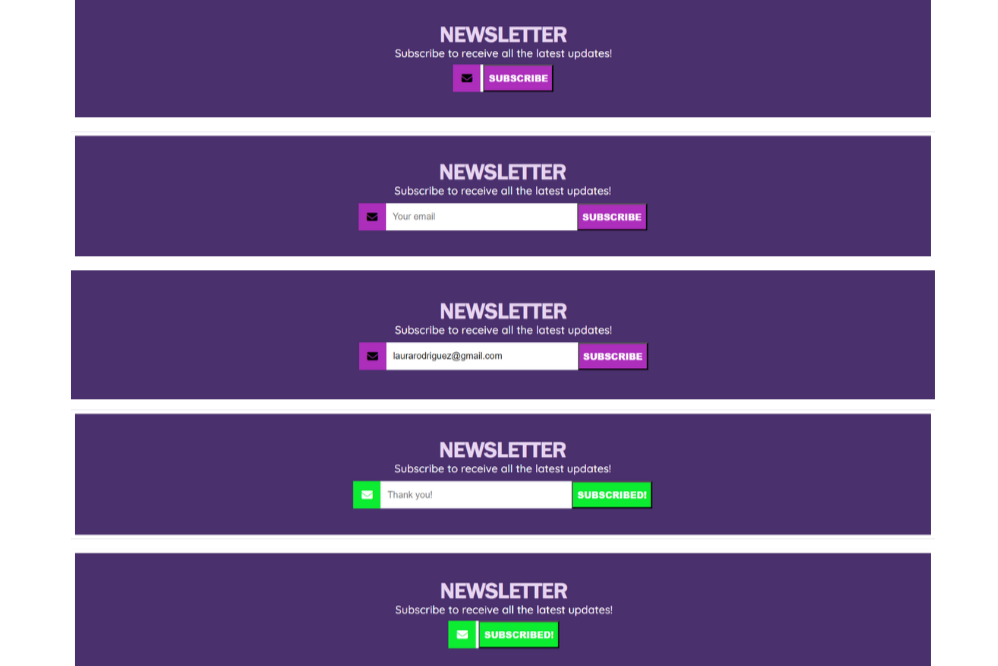 NEWSLETTER
Subscribe to receive all the latest updates!
SUBSCRIBE
NEWSLETTER
Subscribe to receive all the latest updates!
Your email SUBSCRIBE
NEWSLETTER
Subscribe to receive all the latest updates!
laurarodriguez@gmail.com SUBSCRIBE
NEWSLETTER
Subscribe to receive all the latest updates!
Thank you! SUBSCRIBED!
NEWSLETTER
Subscribe to receive all the latest updates!
SUBSCRIBED!